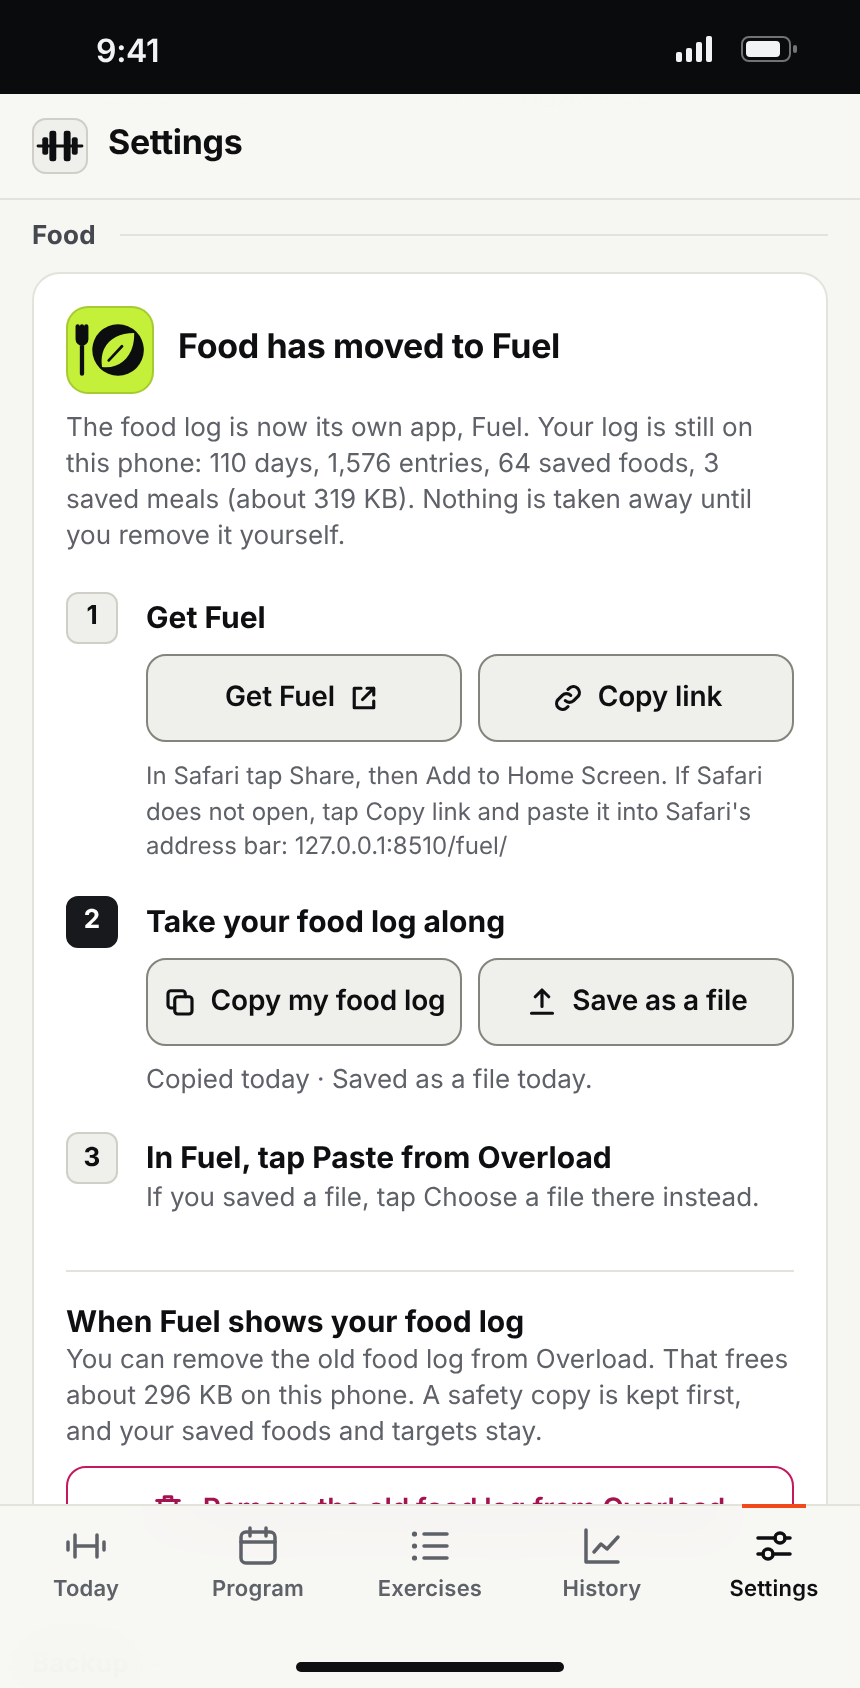 9:41
Settings
Food
Food has moved to Fuel
The food log is now its own app, Fuel. Your log is still on
this phone: 110 days, 1,576 entries, 64 saved foods, 3
saved meals (about 319 KB). Nothing is taken away until
you remove it yourself.
1 Get Fuel
Get Fuel Copy link
In Safari tap Share, then Add to Home Screen. If Safari
does not open, tap Copy link and paste it into Safari's
address bar: 127.0.0.1:8510/fuel/
2 Take your food log along
Copy my food log Save as a file
Copied today · Saved as a file today.
3 In Fuel, tap Paste from Overload
If you saved a file, tap Choose a file there instead.
When Fuel shows your food log
You can remove the old food log from Overload. That frees
about 296 KB on this phone. A safety copy is kept first,
and your saved foods and targets stay.
Remove the old food log from Overload
Today Program Exercises History Settings
Backup